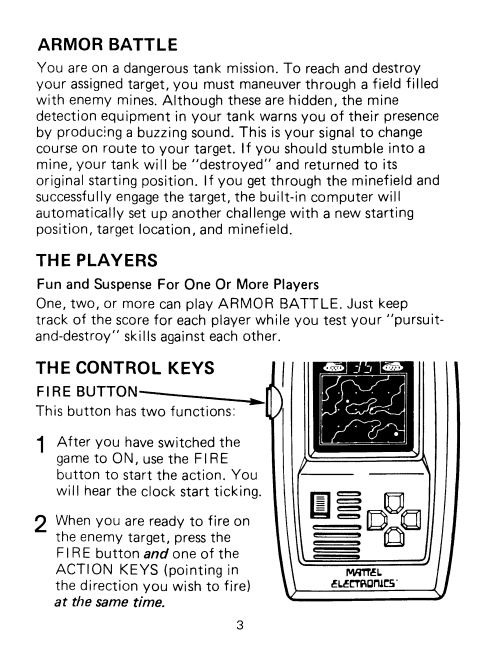 ARMOR BATTLE
You are on a dangerous tank mission. To reach and destroy
your assigned target, you must maneuver through a field filled
with enemy mines. Although these are hidden, the mine
detection equipment in your tank warns you of their presence
by producing a buzzing sound. This is your signal to change
course on route to your target. If you should stumble into a
mine, your tank will be "destroyed" and returned to its
original starting position. If you get through the minefield and
successfully engage the target, the built-in computer will
automatically set up another challenge with a new starting
position, target location, and minefield.
THE PLAYERS
Fun and Suspense For One Or More Players
One, two, or more can play ARMOR BATTLE. Just keep
track of the score for each player while you test your "pursuit-
and-destroy" skills against each other.
THE CONTROL KEYS
FIRE BUTTON
This button has two functions:
1 After you have switched the
game to ON, use the FIRE
button to start the action. You
will hear the clock start ticking.
2 When you are ready to fire on
the enemy target, press the
FIRE button and one of the
ACTION KEYS (pointing in
the direction you wish to fire)
at the same time.
35
MATTEL
ELECTRONICS
3